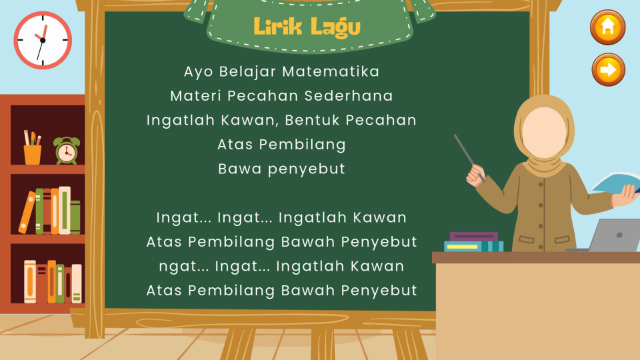 Lirik Lagu
Ayo Belajar Matematika
Materi Pecahan Sederhana
Ingatlah Kawan, Bentuk Pecahan
Atas Pembilang
Bawa penyebut
Ingat... Ingat... Ingatlah Kawan
Atas Pembilang Bawah Penyebut
ngat... Ingat... Ingatlah Kawan
Atas Pembilang Bawah Penyebut